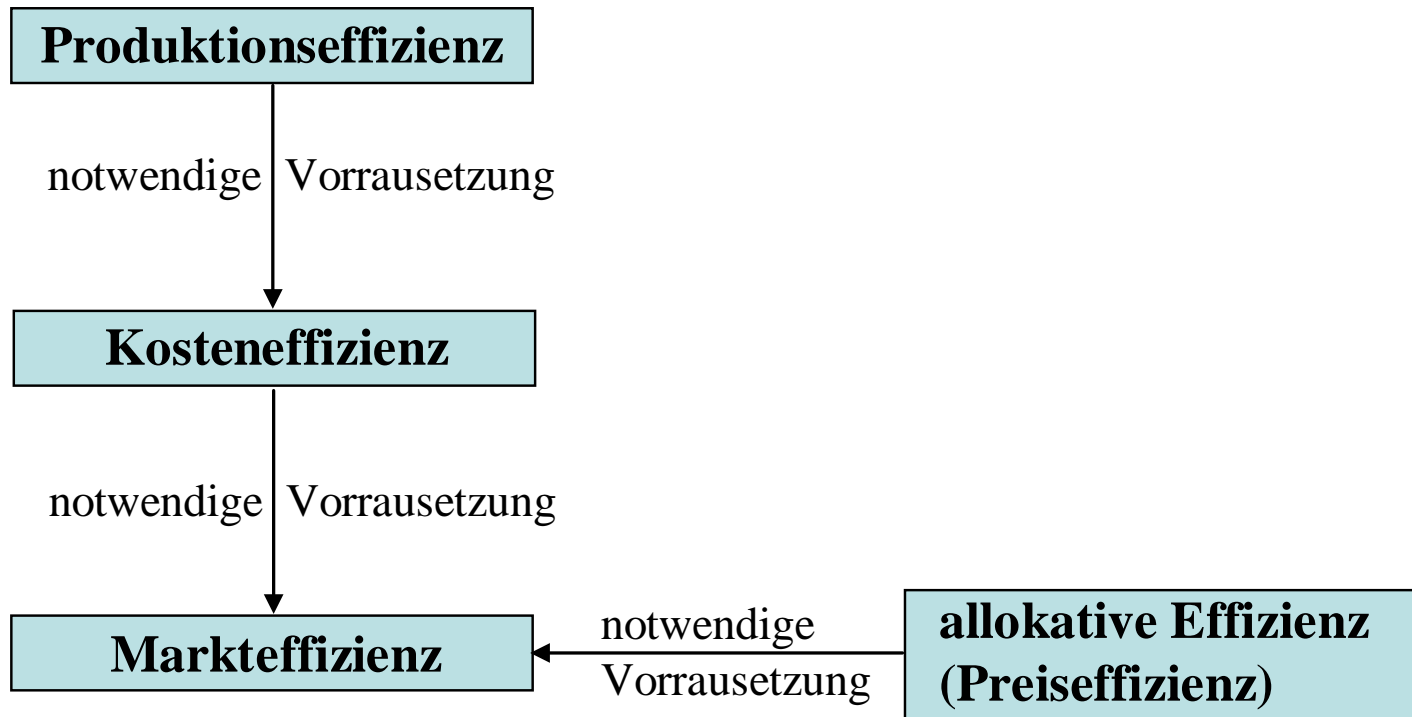 Produktionseffizienz
notwendige Vorrausetzung
Kosteneffizienz
notwendige Vorrausetzung
Markteffizienz
notwendige
Vorrausetzung
allokative Effizienz
(Preiseffizienz)